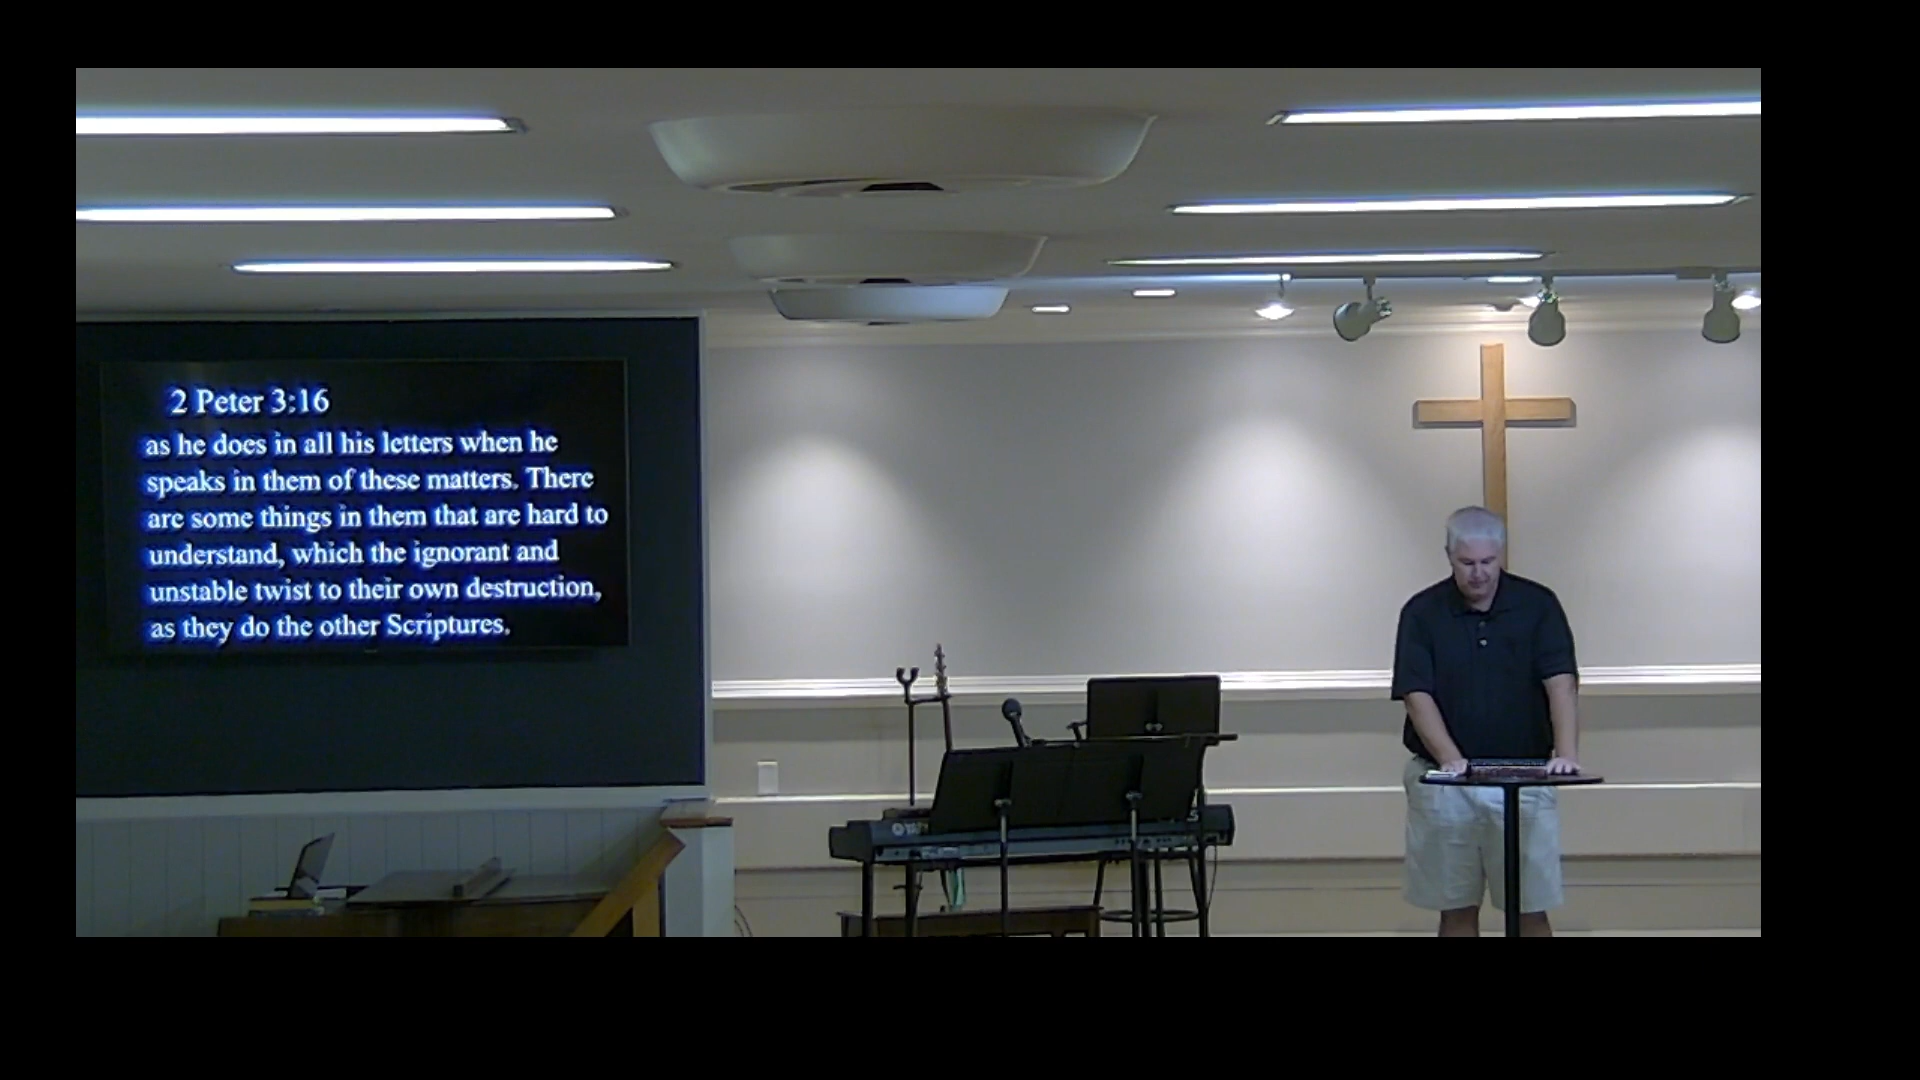 2 Peter 3:16
as he does in all his letters when he
speaks in them of these matters. There
are some things in them that are hard to
understand, which the ignorant and
unstable twist to their own destruction,
as they do the other Scriptures.